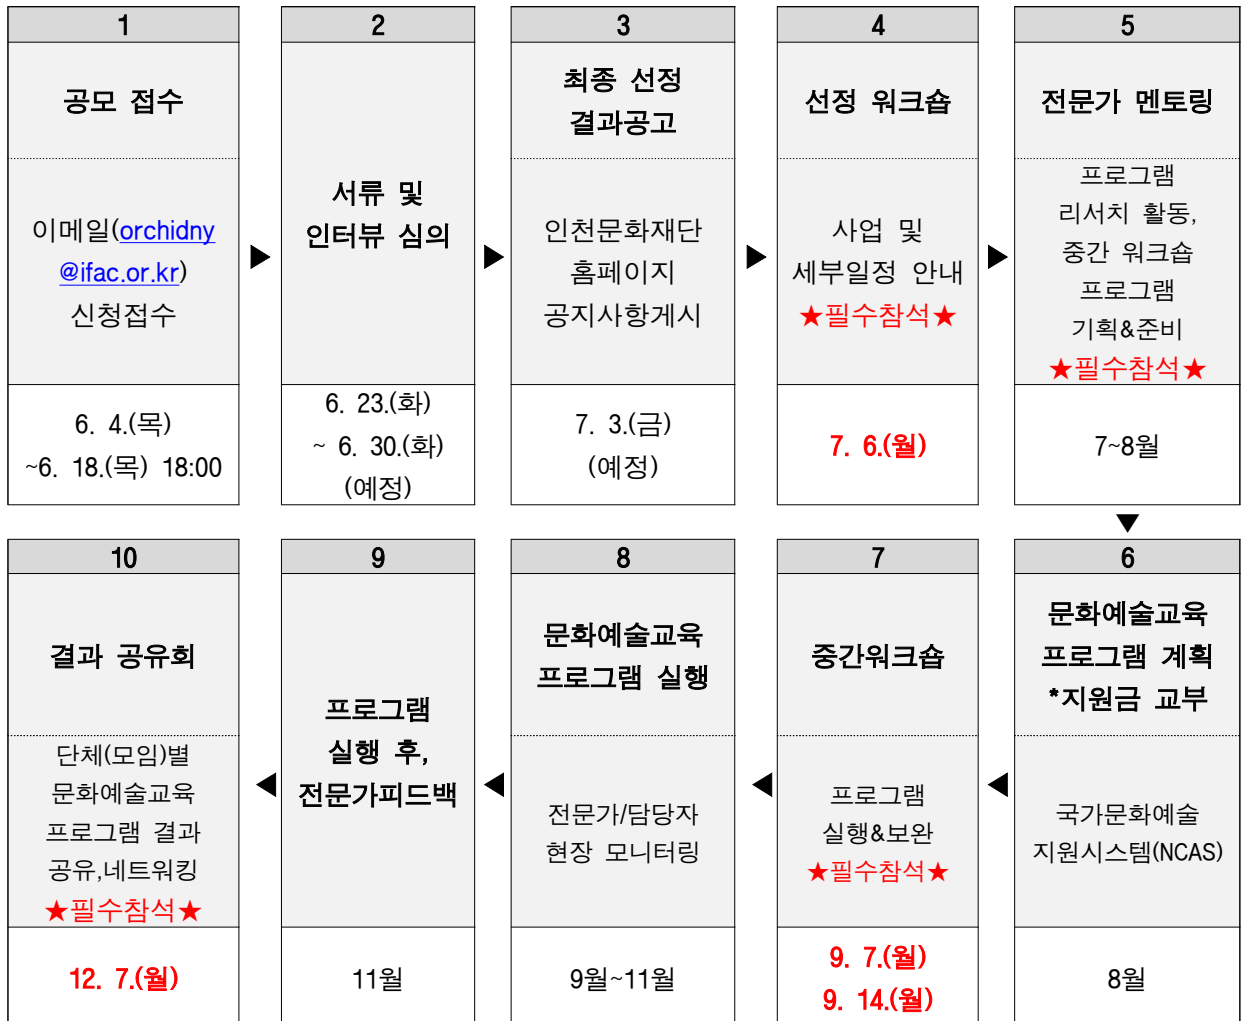 1
공모 접수
이메일(orchidny
@ifac.or.kr)
신청접수
6. 4.(목)
~6. 18.(목) 18:00
▶
2
서류 및
인터뷰 심의
6. 23.(화)
~ 6. 30.(화)
(예정)
▶
3
최종 선정
결과공고
인천문화재단
홈페이지
공지사항게시
7. 3.(금)
(예정)
▶
4
선정 워크숍
사업 및
세부일정 안내
★필수참석★
7. 6.(월)
▶
5
전문가 멘토링
프로그램
리서치 활동,
중간 워크숍
프로그램
기획&준비
★필수참석★
7~8월
▼
6
문화예술교육
프로그램 계획
*지원금 교부
국가문화예술
지원시스템(NCAS)
8월
◀
7
중간워크숍
프로그램
실행&보완
★필수참석★
9. 7.(월)
9. 14.(월)
◀
8
문화예술교육
프로그램 실행
전문가/담당자
현장 모니터링
9월~11월
◀
9
프로그램
실행 후,
전문가피드백
11월
◀
10
결과 공유회
단체(모임)별
문화예술교육
프로그램 결과
공유,네트워킹
★필수참석★
12. 7.(월)